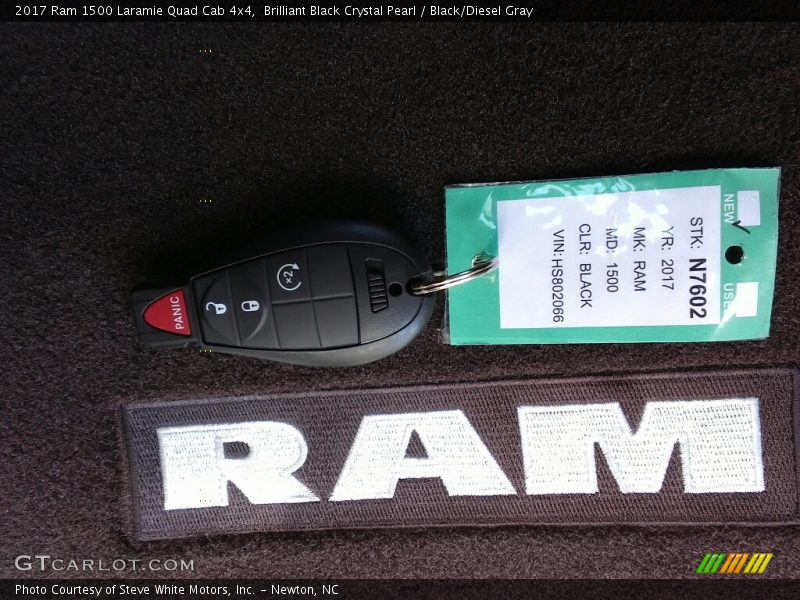 2017 Ram 1500 Laramie Quad Cab 4x4,  Brilliant Black Crystal Pearl / Black/Diesel Gray
NEW
USED
STK: N7602
YR: 2017
MK: RAM
MD: 1500
CLR: BLACK
VIN: HS802066
x2
PANIC
RAM
GTCARLOT.COM
Photo Courtesy of Steve White Motors, Inc. – Newton, NC